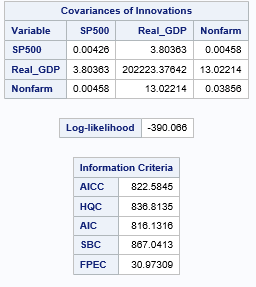 Covariances of Innovations
Variable SP500 Real_GDP Nonfarm
SP500 0.00426 3.80363 0.00458
Real_GDP 3.80363 202223.37642 13.02214
Nonfarm 0.00458 13.02214 0.03856
Log-likelihood -390.066
Information Criteria
AICC 822.5845
HQC 836.8135
AIC 816.1316
SBC 867.0413
FPEC 30.97309